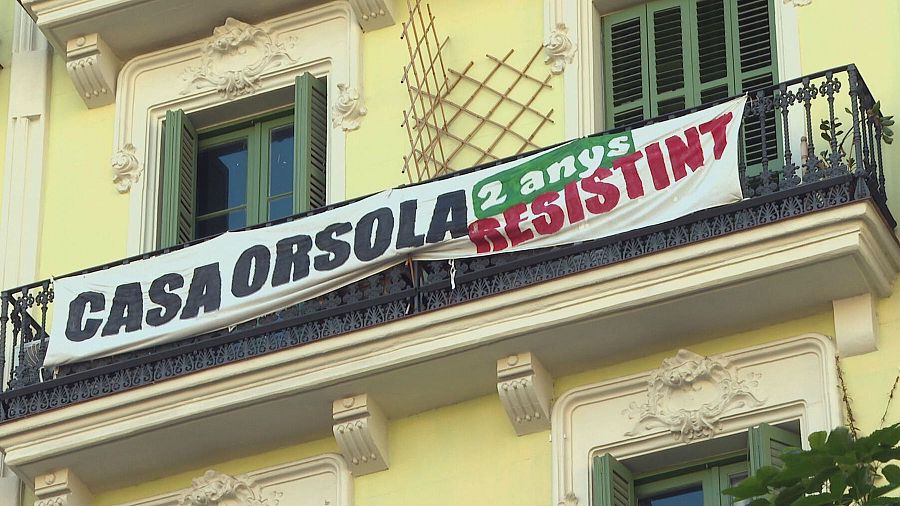 CASA ORSOLA
2 anys
RESISTINT